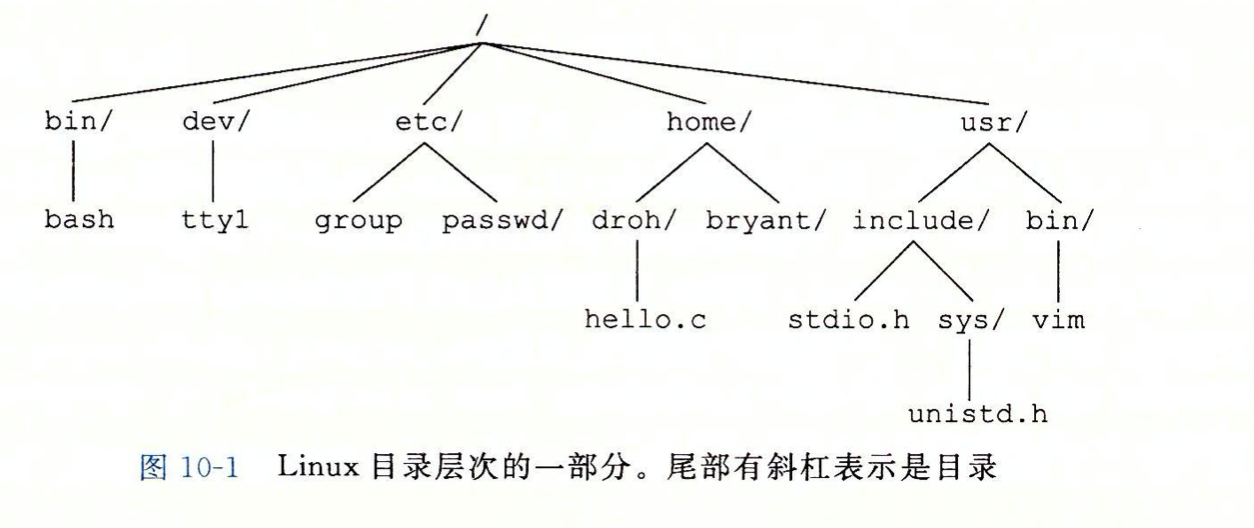 /
bin/ dev/ etc/ home/ usr/
bash tty1 group passwd/ droh/ bryant/ include/ bin/
hello.c stdio.h sys/ vim
unistd.h
图 10-1 Linux 目录层次的一部分。尾部有斜杠表示是目录